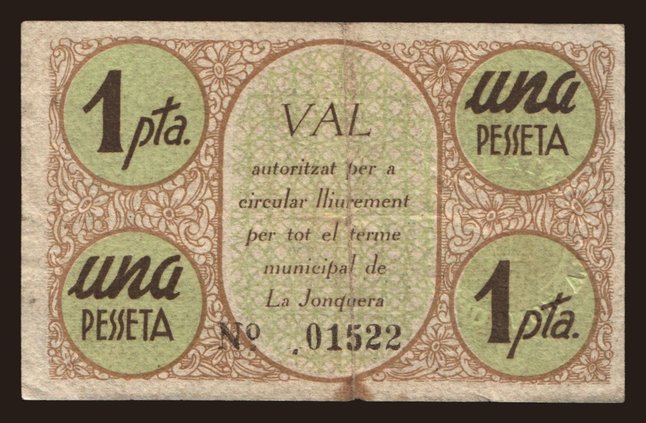 1 pta.
una
PESSETA
VAL
autoritzat per a
circular lliurement
per tot el terme
municipal de
La Jonquera
Nº 01522
una
PESSETA
1 pta.